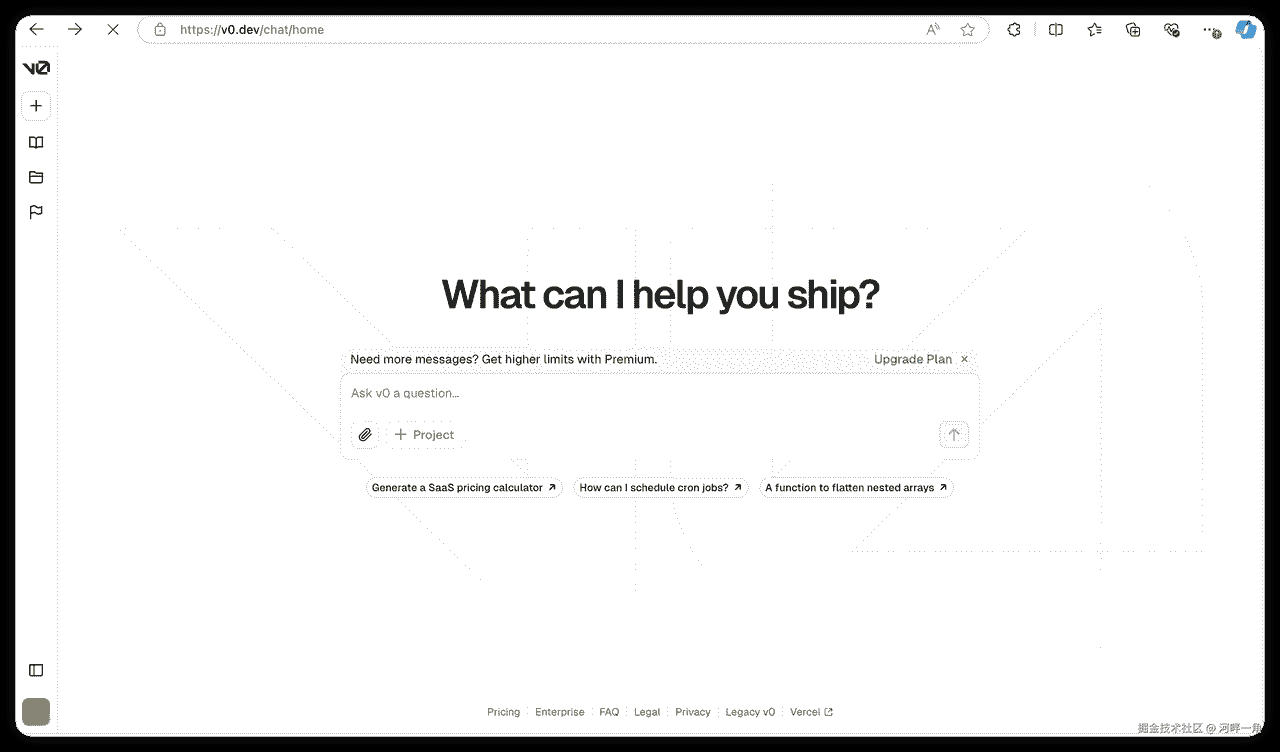 https://v0.dev/chat/home
v0
What can I help you ship?
Need more messages? Get higher limits with Premium.
Upgrade Plan
Ask v0 a question...
Project
Generate a SaaS pricing calculator
How can I schedule cron jobs?
A function to flatten nested arrays
Pricing Enterprise FAQ Legal Privacy Legacy v0 Vercel
掘金技术社区 @ 河畔一角